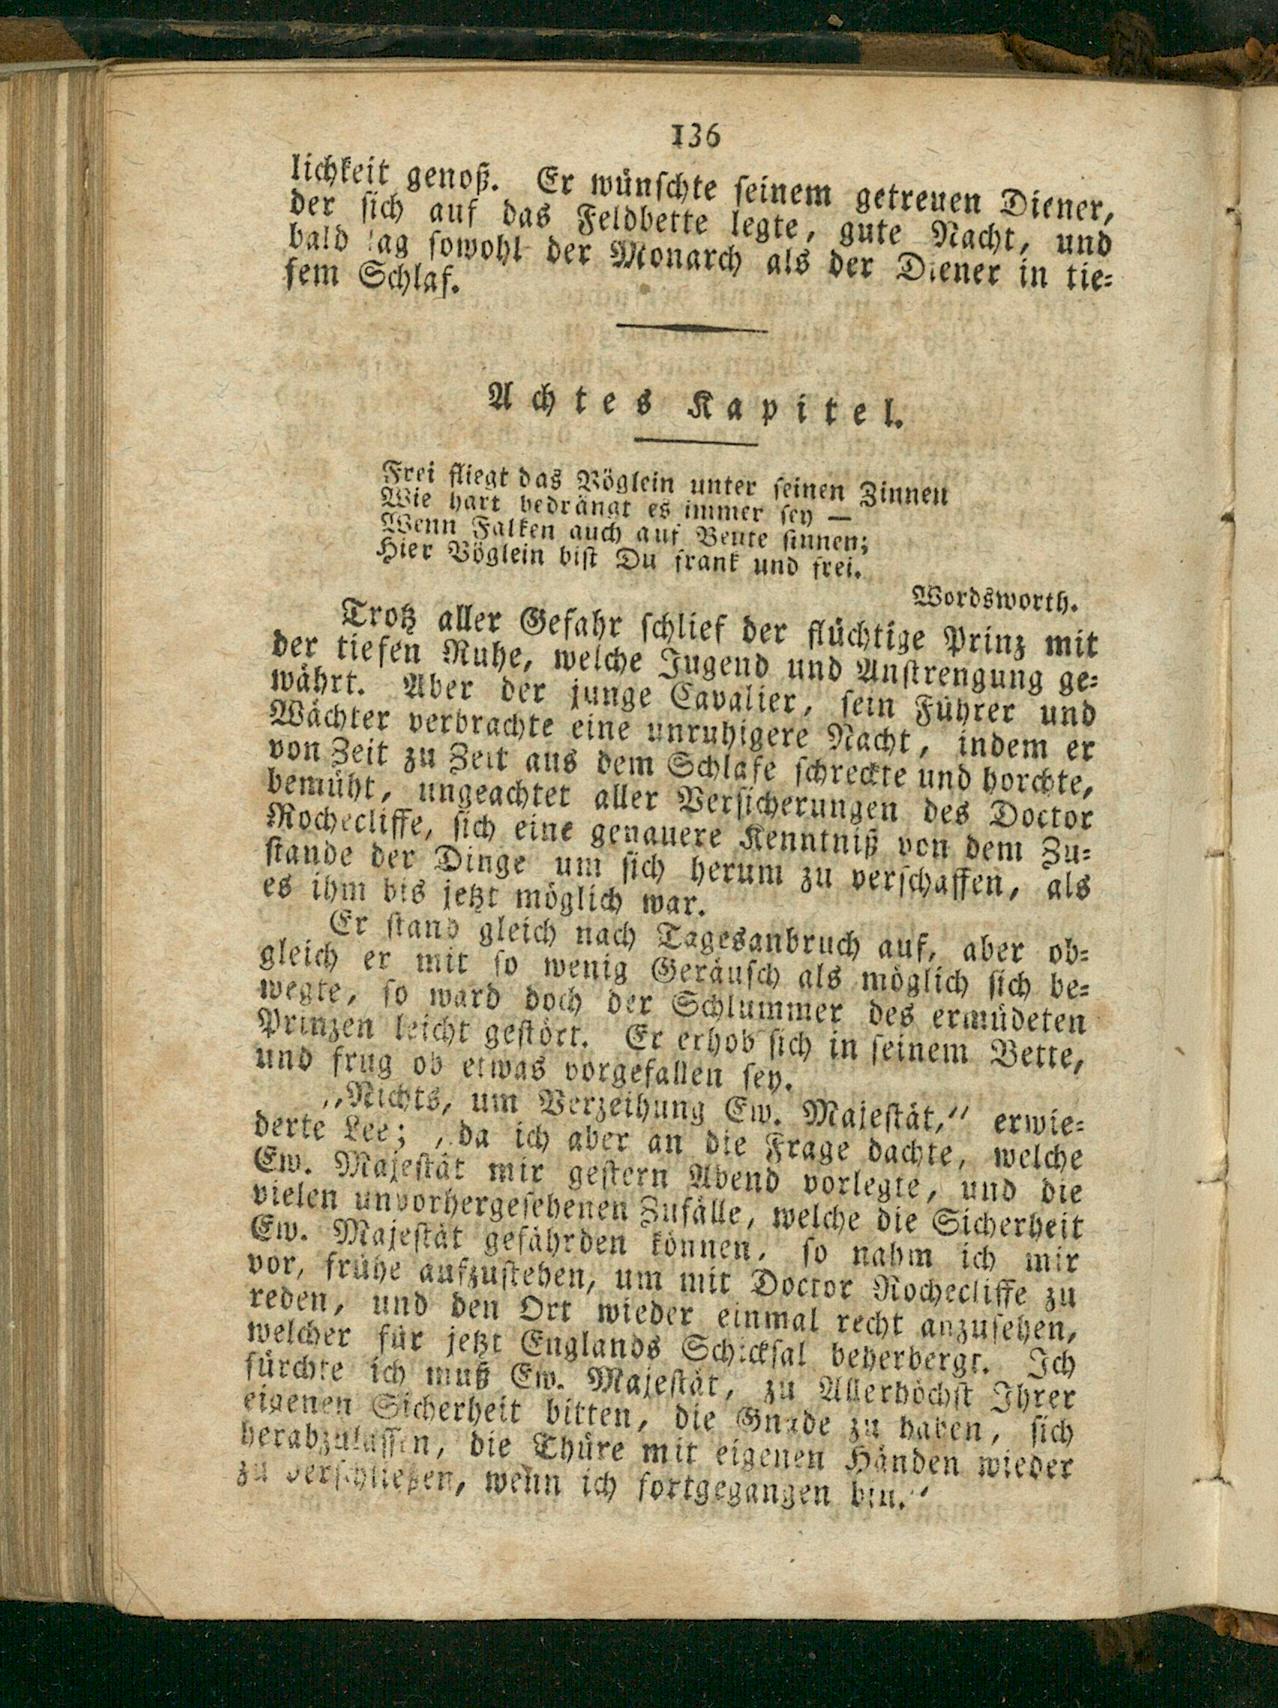 136
lichkeit genoß. Er wünschte seinem getreuen Diener,
der sich auf das Feldbette legte, gute Nacht, und
bald lag sowohl der Monarch als der Diener in tie-
fem Schlaf.
Achtes Kapitel.
Frei fliegt das Vöglein unter seinen Zinnen
Wie hart bedrängt es immer sey —
Wenn Falken auch auf Beute sinnen;
Hier Vöglein bist Du frank und frei.
Wordsworth.
Trotz aller Gefahr schlief der flüchtige Prinz mit
der tiefen Ruhe, welche Jugend und Anstrengung ge-
währt. Aber der junge Cavalier, sein Führer und
Wächter verbrachte eine unruhigere Nacht, indem er
von Zeit zu Zeit aus dem Schlafe schreckte und horchte,
bemüht, ungeachtet aller Versicherungen des Doctor
Rochecliffe, sich eine genauere Kenntniß von dem Zu-
stande der Dinge um sich herum zu verschaffen, als
es ihm bis jetzt möglich war.
Er stand gleich nach Tagesanbruch auf, aber ob-
gleich er mit so wenig Geräusch als möglich sich be-
wegte, so ward doch der Schlummer des ermüdeten
Prinzen leicht gestört. Er erhob sich in seinem Bette,
und frug ob etwas vorgefallen sey.
„Nichts, um Verzeihung Ew. Majestät,“ erwie-
derte Lee; „da ich aber an die Frage dachte, welche
Ew. Majestät mir gestern Abend vorlegte, und die
vielen unvorhergesehenen Zufälle, welche die Sicherheit
Ew. Majestät gefährden können, so nahm ich mir
vor, frühe aufzustehen, um mit Doctor Rochecliffe zu
reden, und den Ort wieder einmal recht anzusehen,
welcher für jetzt Englands Schicksal beherbergt. Ich
fürchte ich muß Ew. Majestät, zu Allerhöchst Ihrer
eigenen Sicherheit bitten, die Gnade zu haben, sich
herabzulassen, die Thüre mit eigenen Händen wieder
zu verschließen, wenn ich fortgegangen bin.“